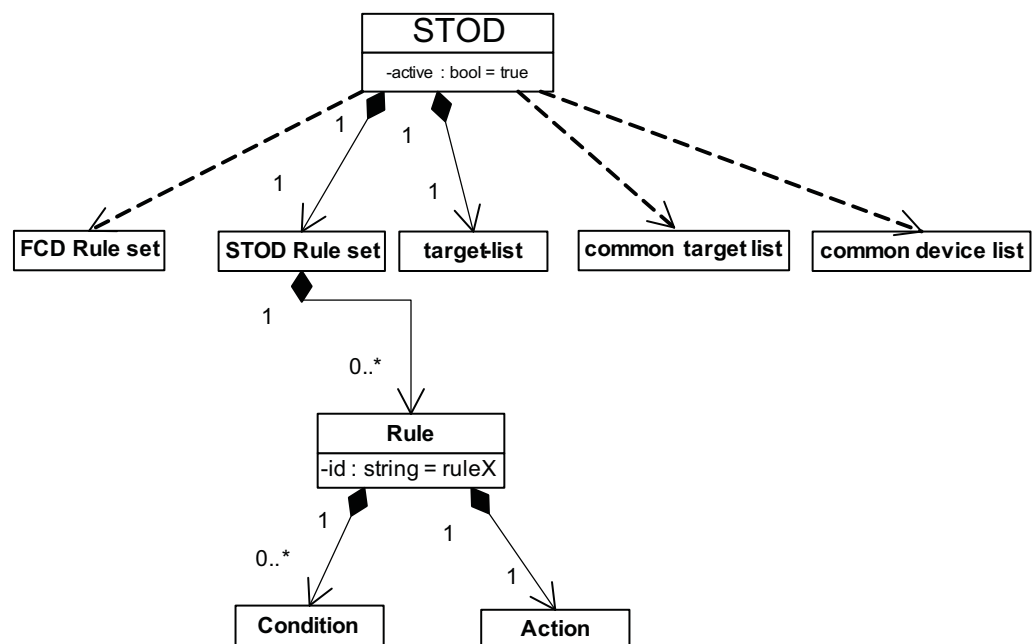 STOD
-active : bool = true
1
1
1
1
FCD Rule set
STOD Rule set
target-list
common target list
common device list
1
0..*
Rule
-id : string = ruleX
1
1
0..*
1
Condition
Action